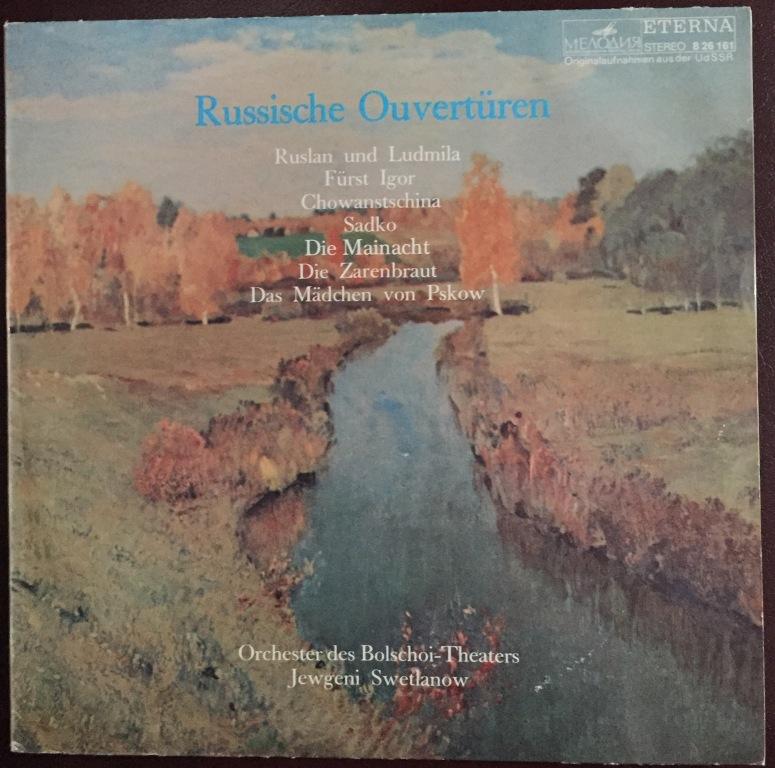 МЕЛОДИЯ ETERNA
STEREO 8 26 161
Originalaufnahmen aus der UdSSR
Russische Ouvertüren
Ruslan und Ludmila
Fürst Igor
Chowanstschina
Sadko
Die Mainacht
Die Zarenbraut
Das Mädchen von Pskow
Orchester des Bolschoi-Theaters
Jewgeni Swetlanow